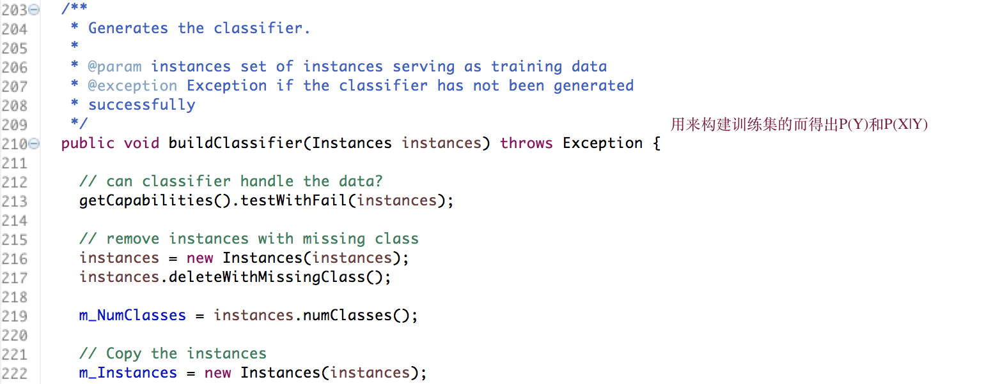 203 /**
204 * Generates the classifier.
205 *
206 * @param instances set of instances serving as training data
207 * @exception Exception if the classifier has not been generated
208 * successfully
209 */
用来构建训练集的而得出P(Y)和P(X|Y)
210 public void buildClassifier(Instances instances) throws Exception {
211
212 // can classifier handle the data?
213 getCapabilities().testWithFail(instances);
214
215 // remove instances with missing class
216 instances = new Instances(instances);
217 instances.deleteWithMissingClass();
218
219 m_NumClasses = instances.numClasses();
220
221 // Copy the instances
222 m_Instances = new Instances(instances);